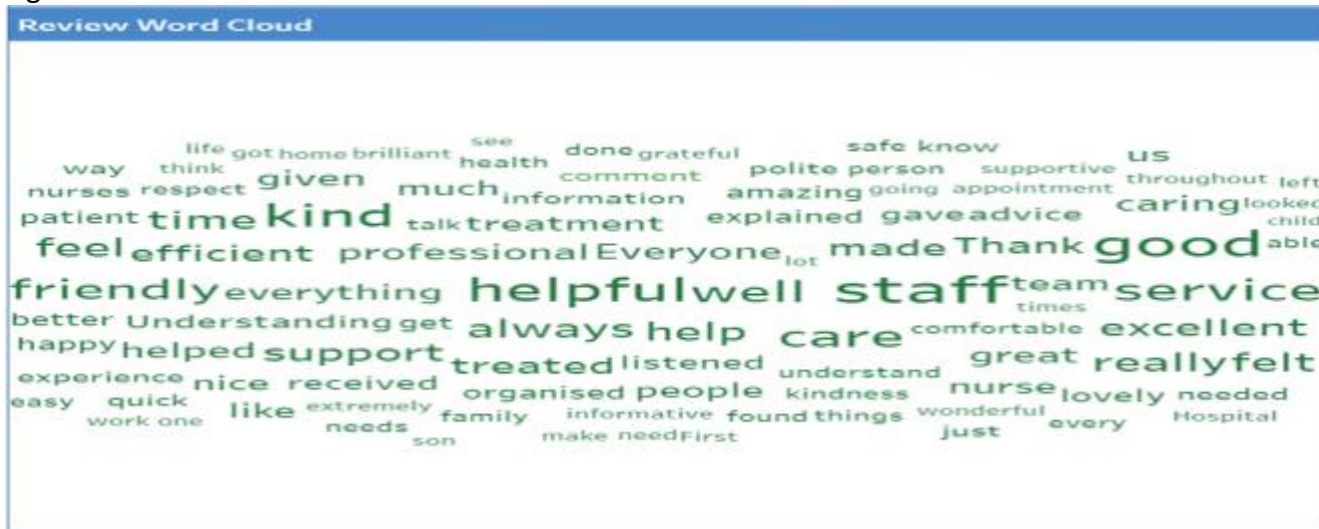 Review Word Cloud
life got home brilliant see health done grateful safe know us
way think given much information comment polite person supportive throughout left
nurses respect amazing going appointment caring looked
patient time kind talk treatment explained gave advice child
feel efficient professional Everyone lot made Thank good able
friendly everything helpful well staff team service
times
better Understanding get always help care comfortable excellent
happy helped support treated listened understand great really felt
experience nice received organised people kindness nurse lovely needed
easy quick like extremely family informative found things wonderful every Hospital
work one needs son make need First just